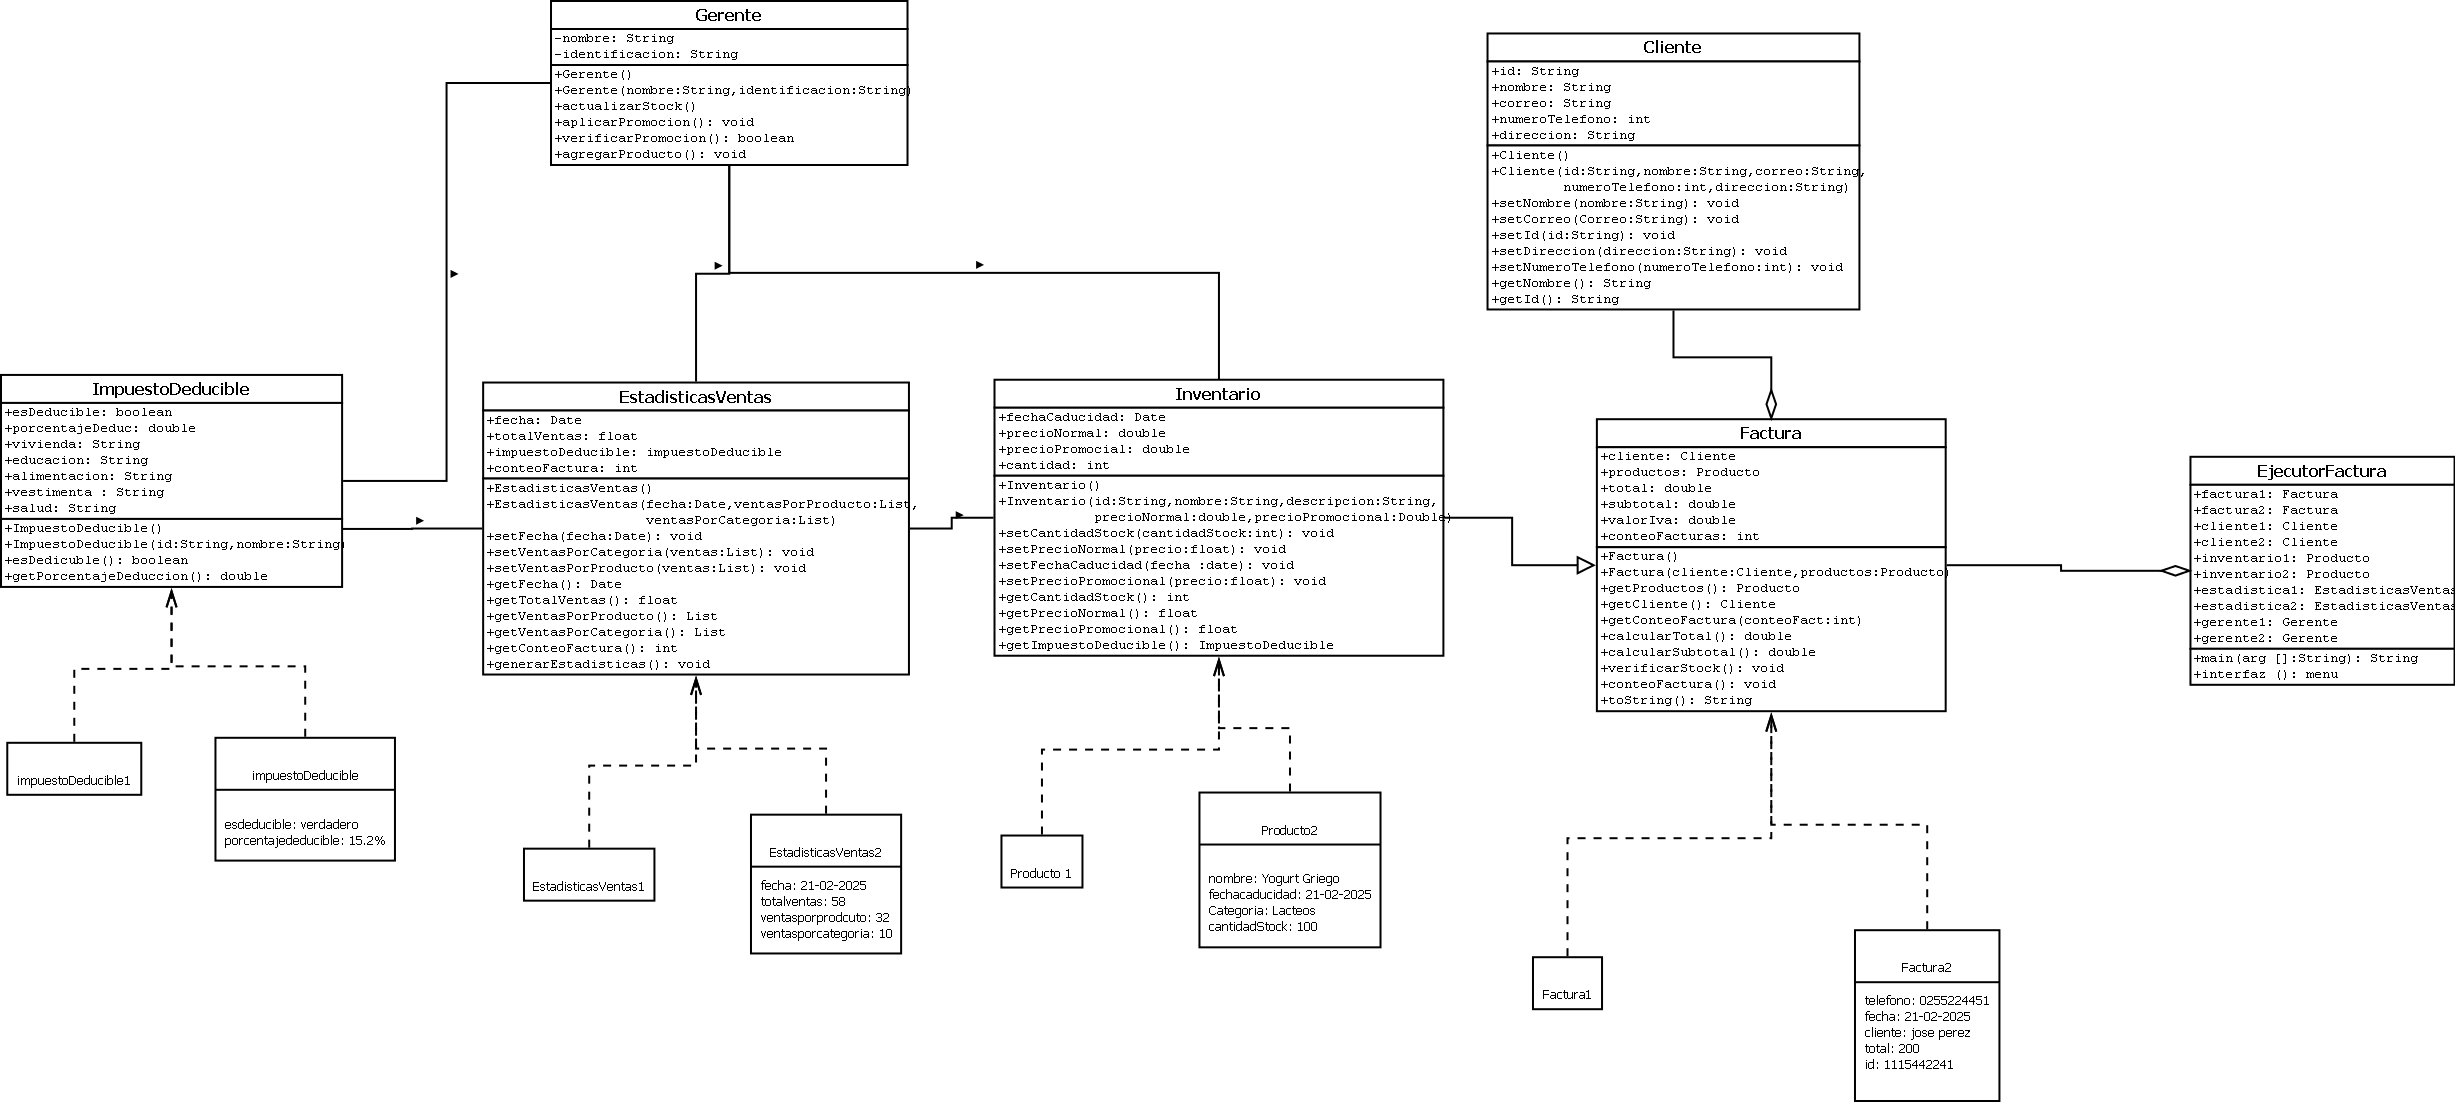 Gerente
-nombre: String
-identificacion: String
+Gerente()
+Gerente(nombre:String,identificacion:String)
+actualizarStock()
+aplicarPromocion(): void
+verificarPromocion(): boolean
+agregarProducto(): void
Cliente
+id: String
+nombre: String
+correo: String
+numeroTelefono: int
+direccion: String
+Cliente()
+Cliente(id:String,nombre:String,correo:String,
numeroTelefono:int,direccion:String)
+setNombre(nombre:String): void
+setCorreo(Correo:String): void
+setId(id:String): void
+setDireccion(direccion:String): void
+setNumeroTelefono(numeroTelefono:int): void
+getNombre(): String
+getId(): String
ImpuestoDeducible
+esDeducible: boolean
+porcentajeDeduc: double
+vivienda: String
+educacion: String
+alimentacion: String
+vestimenta : String
+salud: String
+ImpuestoDeducible()
+ImpuestoDeducible(id:String,nombre:String)
+esDedicuble(): boolean
+getPorcentajeDeduccion(): double
EstadisticasVentas
+fecha: Date
+totalVentas: float
+impuestoDeducible: impuestoDeducible
+conteoFactura: int
+EstadisticasVentas()
+EstadisticasVentas(fecha:Date,ventasPorProducto:List,
ventasPorCategoria:List)
+setFecha(fecha:Date): void
+setVentasPorCategoria(ventas:List): void
+setVentasPorProducto(ventas:List): void
+getFecha(): Date
+getTotalVentas(): float
+getVentasPorProducto(): List
+getVentasPorCategoria(): List
+getConteoFactura(): int
+generarEstadisticas(): void
Inventario
+fechaCaducidad: Date
+precioNormal: double
+precioPromocial: double
+cantidad: int
+Inventario()
+Inventario(id:String,nombre:String,descripcion:String,
precioNormal:double,precioPromocional:Double)
+setCantidadStock(cantidadStock:int): void
+setPrecioNormal(precio:float): void
+setFechaCaducidad(fecha :date): void
+setPrecioPromocional(precio:float): void
+getCantidadStock(): int
+getPrecioNormal(): float
+getPrecioPromocional(): float
+getImpuestoDeducible(): ImpuestoDeducible
Factura
+cliente: Cliente
+productos: Producto
+total: double
+subtotal: double
+valorIva: double
+conteoFacturas: int
+Factura()
+Factura(cliente:Cliente,productos:Producto)
+getProductos(): Producto
+getCliente(): Cliente
+getConteoFactura(conteoFact:int)
+calcularTotal(): double
+calcularSubtotal(): double
+verificarStock(): void
+conteoFactura(): void
+toString(): String
EjecutorFactura
+factura1: Factura
+factura2: Factura
+cliente1: Cliente
+cliente2: Cliente
+inventario1: Producto
+inventario2: Producto
+estadistica1: EstadisticasVentas
+estadistica2: EstadisticasVentas
+gerente1: Gerente
+gerente2: Gerente
+main(arg []:String): String
+interfaz (): menu
impuestoDeducible1
impuestoDeducible
esdeducible: verdadero
porcentajededucible: 15.2%
EstadisticasVentas1
EstadisticasVentas2
fecha: 21-02-2025
totalventas: 58
ventasporprodcuto: 32
ventasporcategoria: 10
Producto 1
Producto2
nombre: Yogurt Griego
fechacaducidad: 21-02-2025
Categoria: Lacteos
cantidadStock: 100
Factura1
Factura2
telefono: 0255224451
fecha: 21-02-2025
cliente: jose perez
total: 200
id: 1115442241